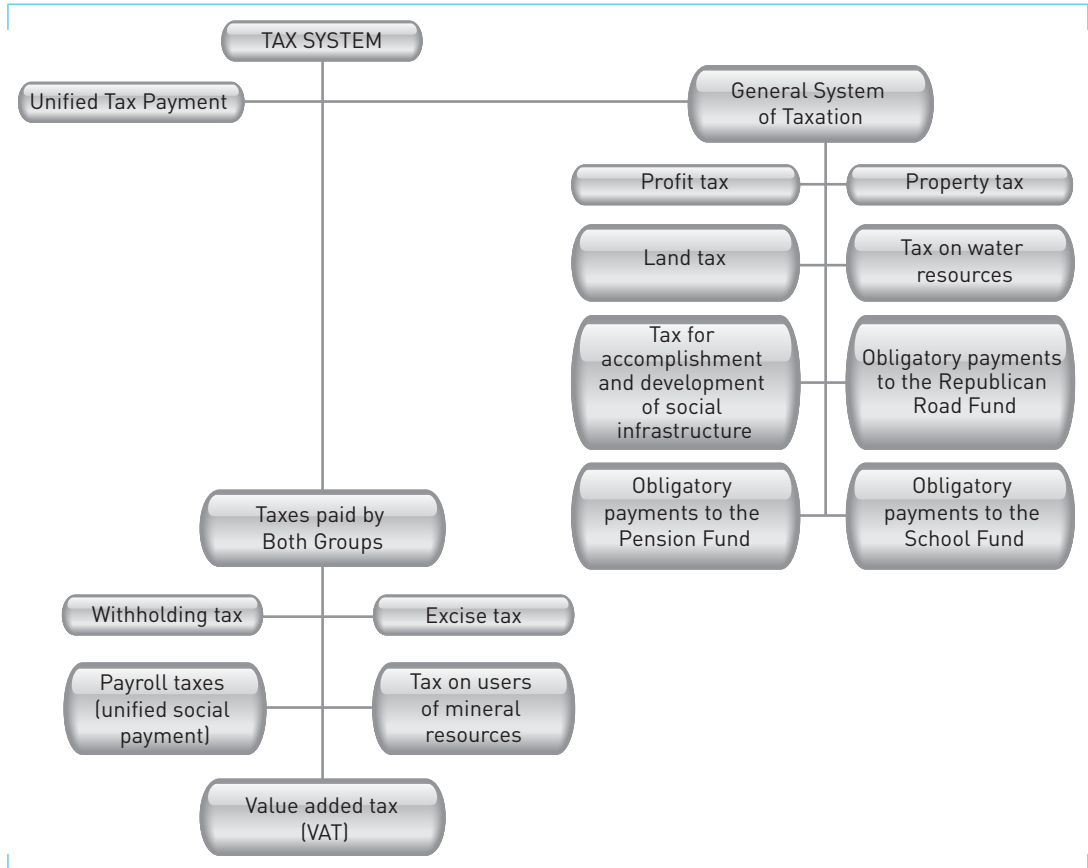 TAX SYSTEM
Unified Tax Payment
General System
of Taxation
Profit tax
Property tax
Land tax
Tax on water
resources
Tax for
accomplishment
and development
of social
infrastructure
Obligatory payments
to the Republican
Road Fund
Obligatory
payments to the
Pension Fund
Obligatory
payments to the
School Fund
Taxes paid by
Both Groups
Withholding tax
Excise tax
Payroll taxes
(unified social
payment)
Tax on users
of mineral
resources
Value added tax
(VAT)